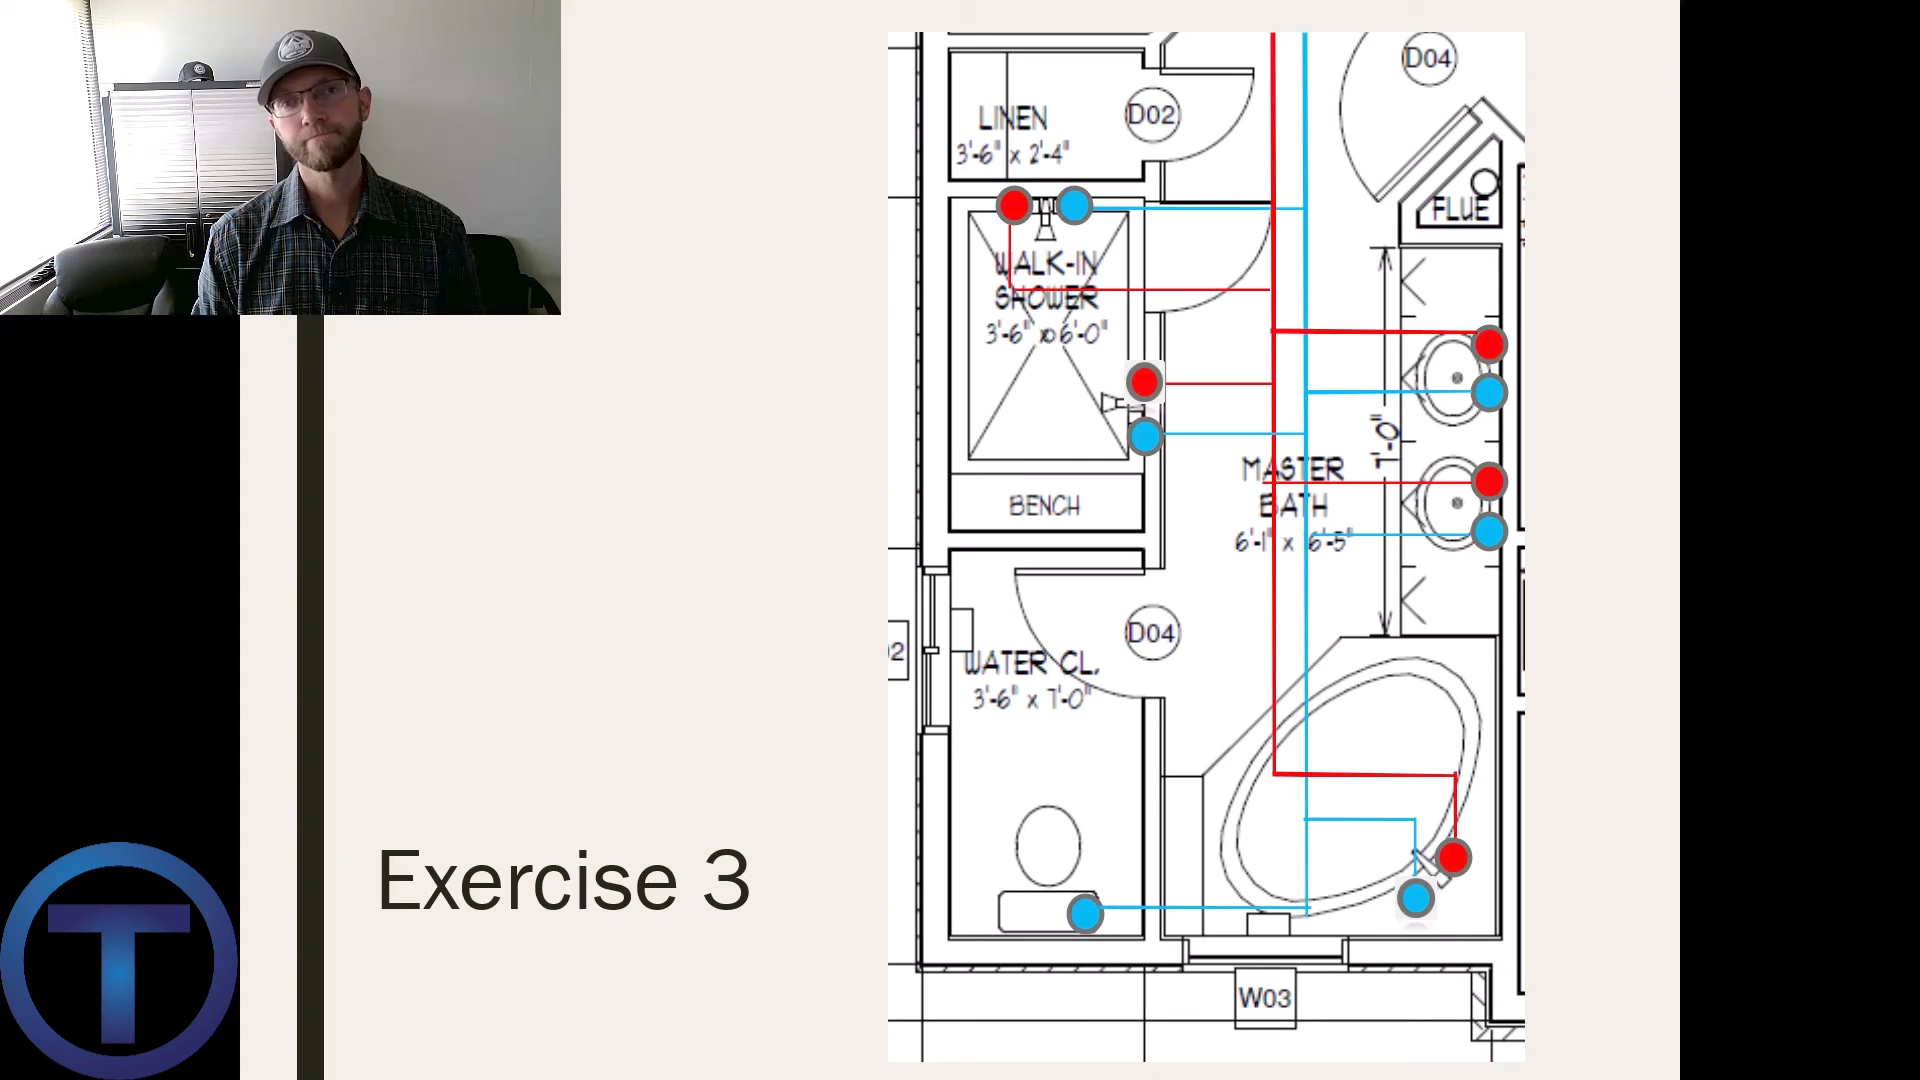 D04
LINEN
3'-6" x 2'-4"
D02
FLUE
WALK-IN
SHOWER
3'-6" x 6'-0"
7'-0"
MASTER
BATH
6'-1" x 6'-5"
BENCH
D04
WATER CL.
3'-6" x 7'-0"
Exercise 3
T
W03